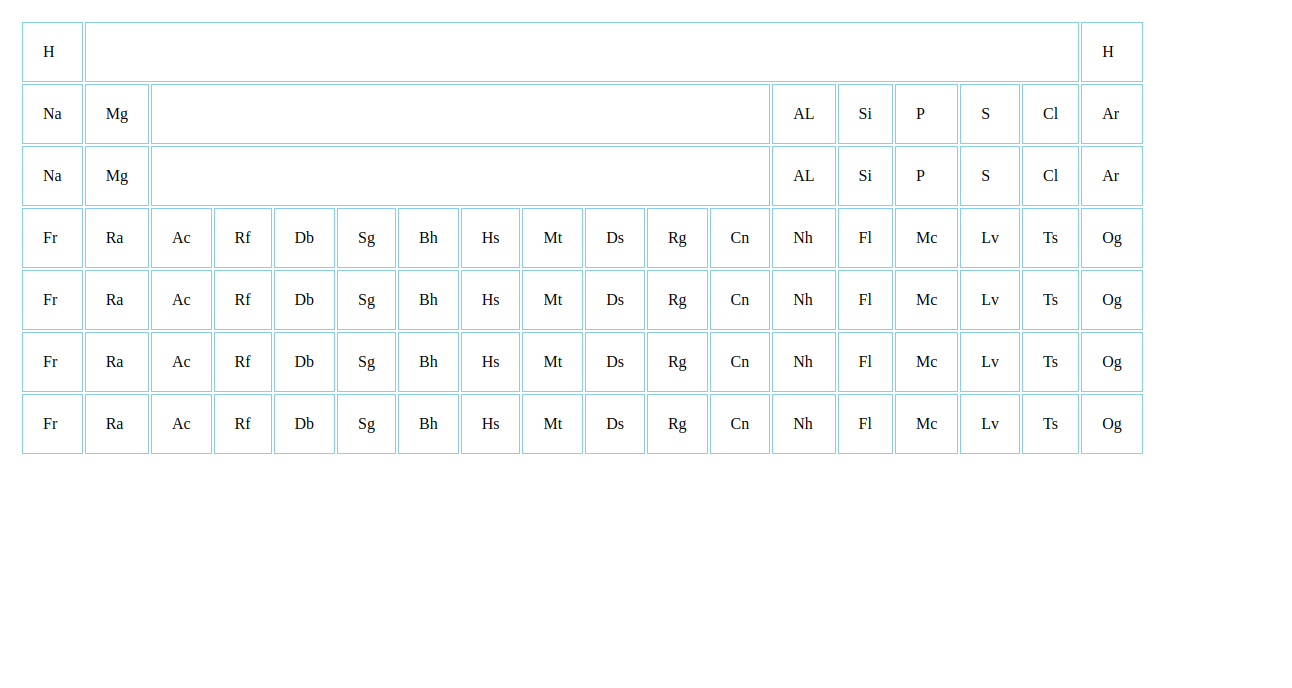 H H
Na Mg AL Si P S Cl Ar
Na Mg AL Si P S Cl Ar
Fr Ra Ac Rf Db Sg Bh Hs Mt Ds Rg Cn Nh Fl Mc Lv Ts Og
Fr Ra Ac Rf Db Sg Bh Hs Mt Ds Rg Cn Nh Fl Mc Lv Ts Og
Fr Ra Ac Rf Db Sg Bh Hs Mt Ds Rg Cn Nh Fl Mc Lv Ts Og
Fr Ra Ac Rf Db Sg Bh Hs Mt Ds Rg Cn Nh Fl Mc Lv Ts Og